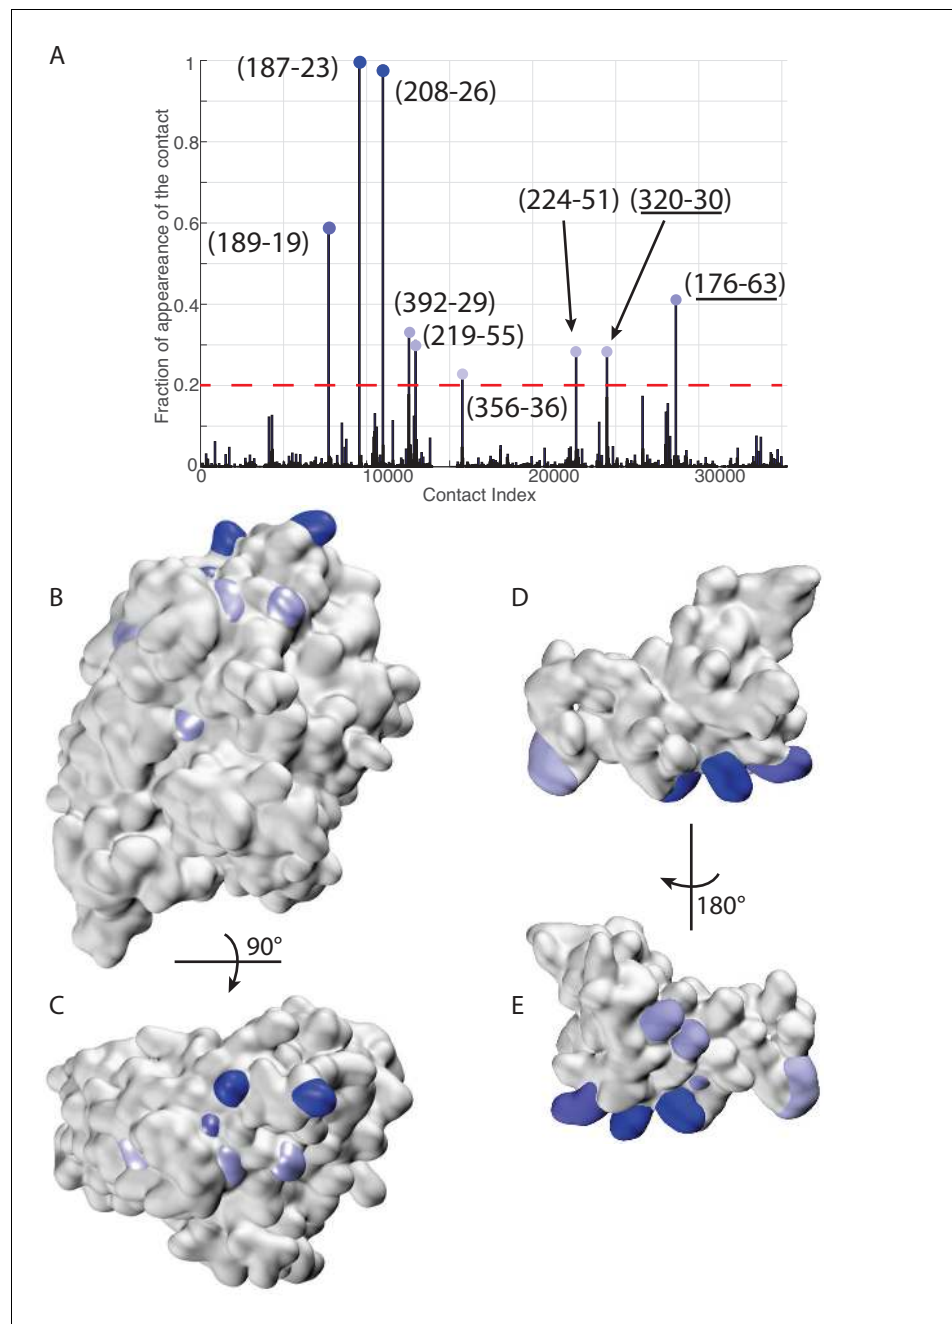 A
Fraction of appeareance of the contact
1
0.8
0.6
0.4
0.2
0
(187-23)
(208-26)
(224-51) (320-30)
(189-19)
(176-63)
(392-29)
(219-55)
(356-36)
0 10000 20000 30000
Contact Index
B
D
90°
180°
C
E